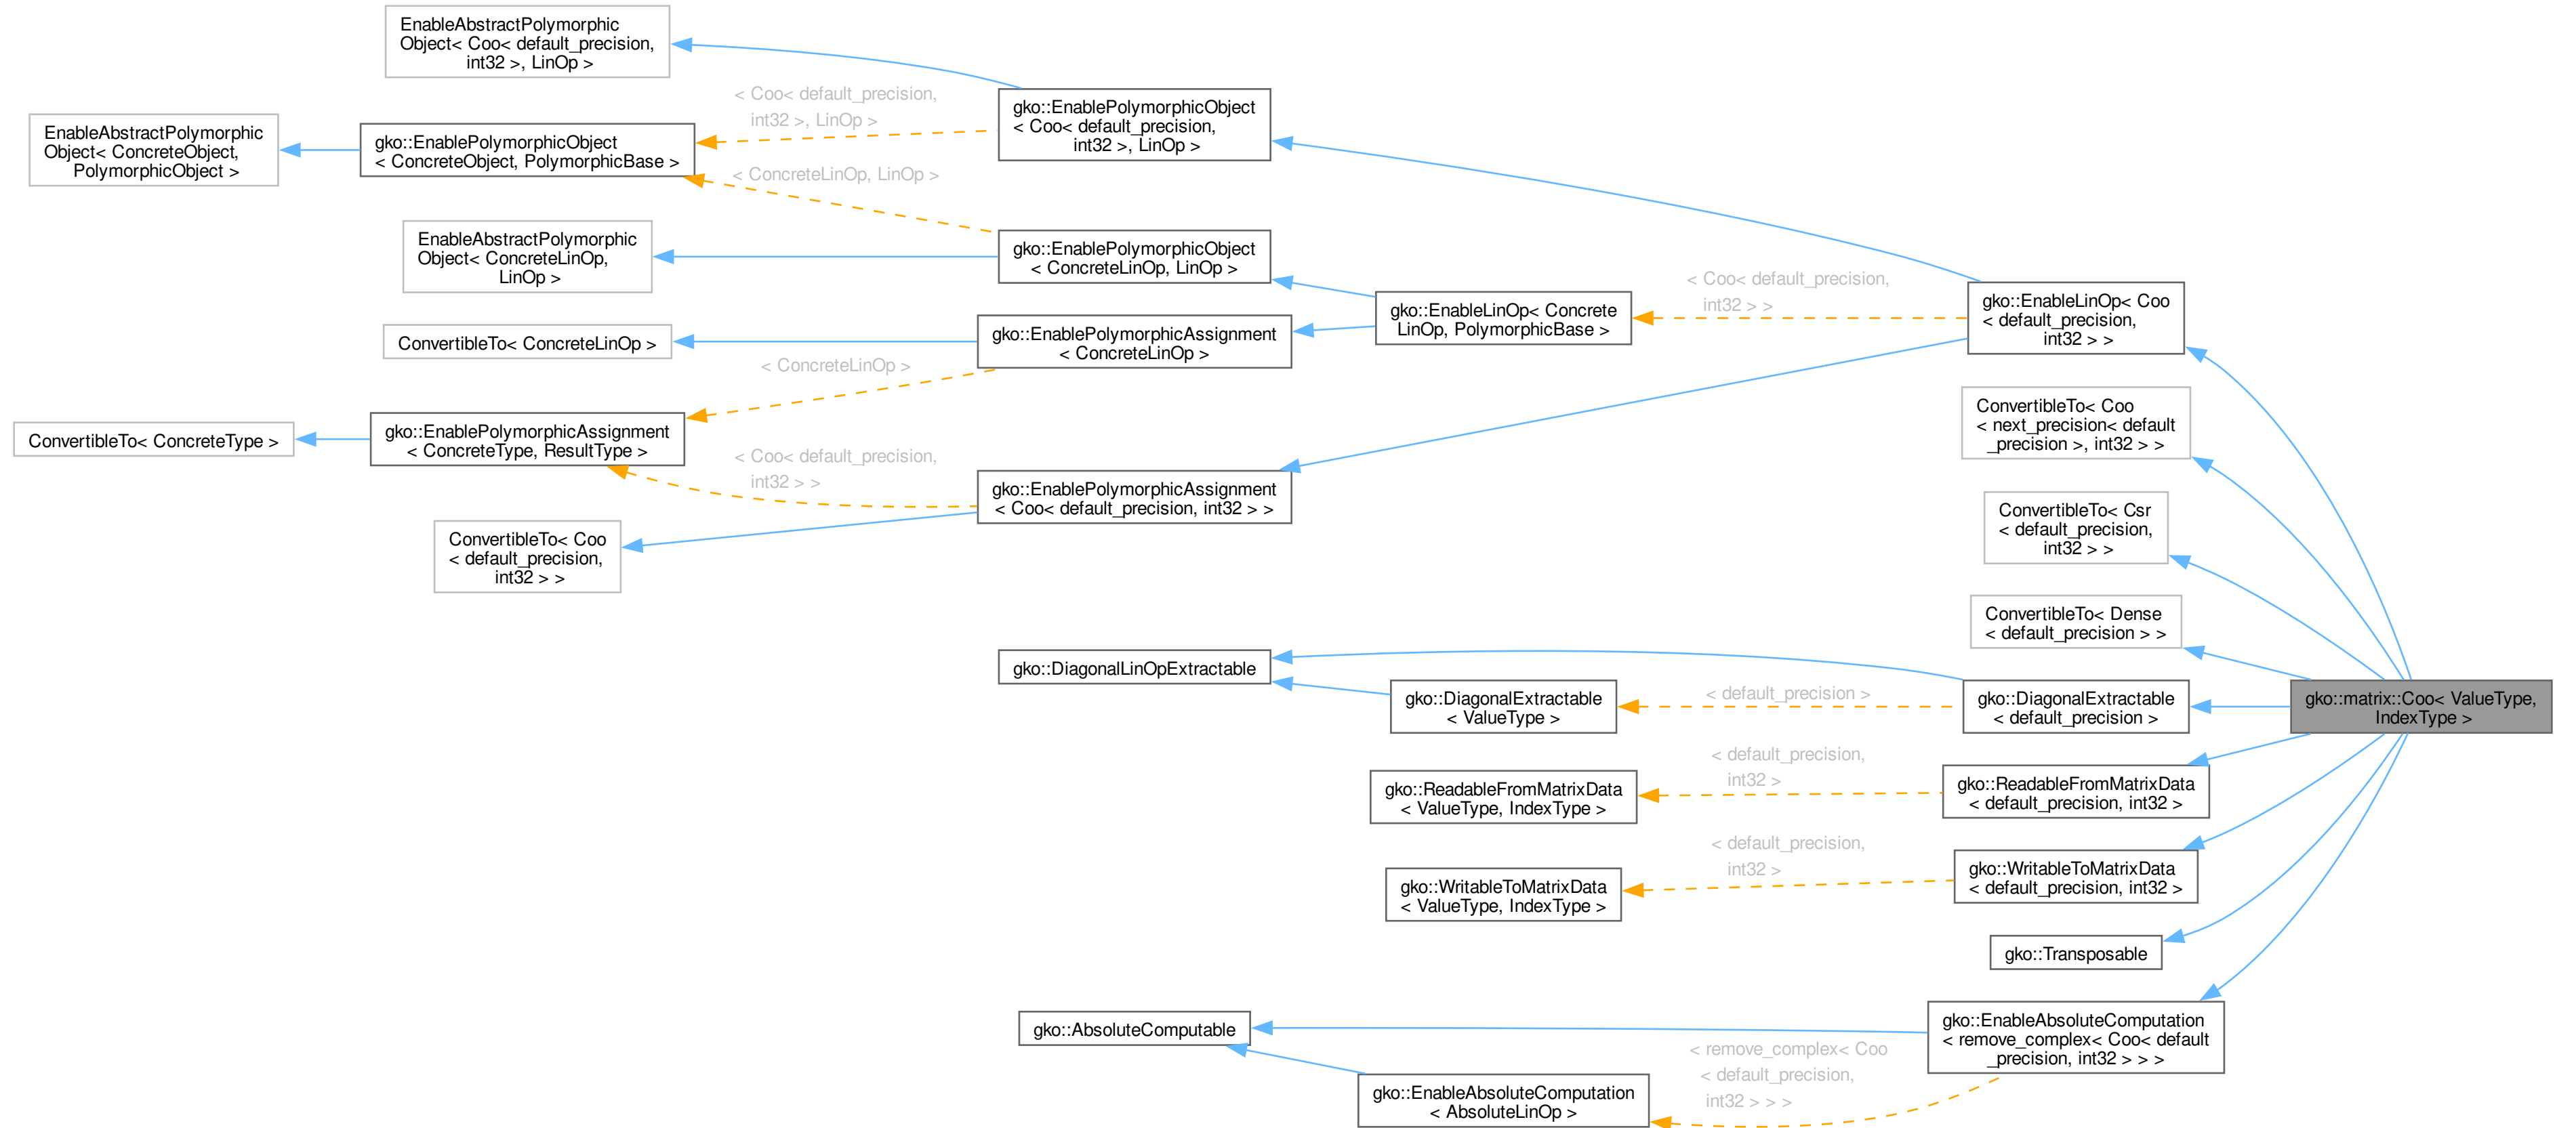 EnableAbstractPolymorphic
Object< Coo< default_precision,
int32 >, LinOp >
< Coo< default_precision,
int32 >, LinOp >
gko::EnablePolymorphicObject
< Coo< default_precision,
int32 >, LinOp >
EnableAbstractPolymorphic
Object< ConcreteObject,
PolymorphicObject >
gko::EnablePolymorphicObject
< ConcreteObject, PolymorphicBase >
< ConcreteLinOp, LinOp >
EnableAbstractPolymorphic
Object< ConcreteLinOp,
LinOp >
gko::EnablePolymorphicObject
< ConcreteLinOp, LinOp >
gko::EnableLinOp< Concrete
LinOp, PolymorphicBase >
< Coo< default_precision,
int32 > >
gko::EnableLinOp< Coo
< default_precision,
int32 > >
ConvertibleTo< ConcreteLinOp >
gko::EnablePolymorphicAssignment
< ConcreteLinOp >
< ConcreteLinOp >
ConvertibleTo< ConcreteType >
gko::EnablePolymorphicAssignment
< ConcreteType, ResultType >
< Coo< default_precision,
int32 > >
gko::EnablePolymorphicAssignment
< Coo< default_precision, int32 > >
ConvertibleTo< Coo
< default_precision,
int32 > >
ConvertibleTo< Coo
< next_precision< default
_precision >, int32 > >
ConvertibleTo< Csr
< default_precision,
int32 > >
ConvertibleTo< Dense
< default_precision > >
gko::DiagonalLinOpExtractable
gko::DiagonalExtractable
< ValueType >
< default_precision >
gko::DiagonalExtractable
< default_precision >
gko::matrix::Coo< ValueType,
IndexType >
gko::ReadableFromMatrixData
< ValueType, IndexType >
< default_precision,
int32 >
gko::ReadableFromMatrixData
< default_precision, int32 >
gko::WritableToMatrixData
< ValueType, IndexType >
< default_precision,
int32 >
gko::WritableToMatrixData
< default_precision, int32 >
gko::Transposable
gko::AbsoluteComputable
gko::EnableAbsoluteComputation
< AbsoluteLinOp >
< remove_complex< Coo
< default_precision,
int32 > > >
gko::EnableAbsoluteComputation
< remove_complex< Coo< default
_precision, int32 > > >